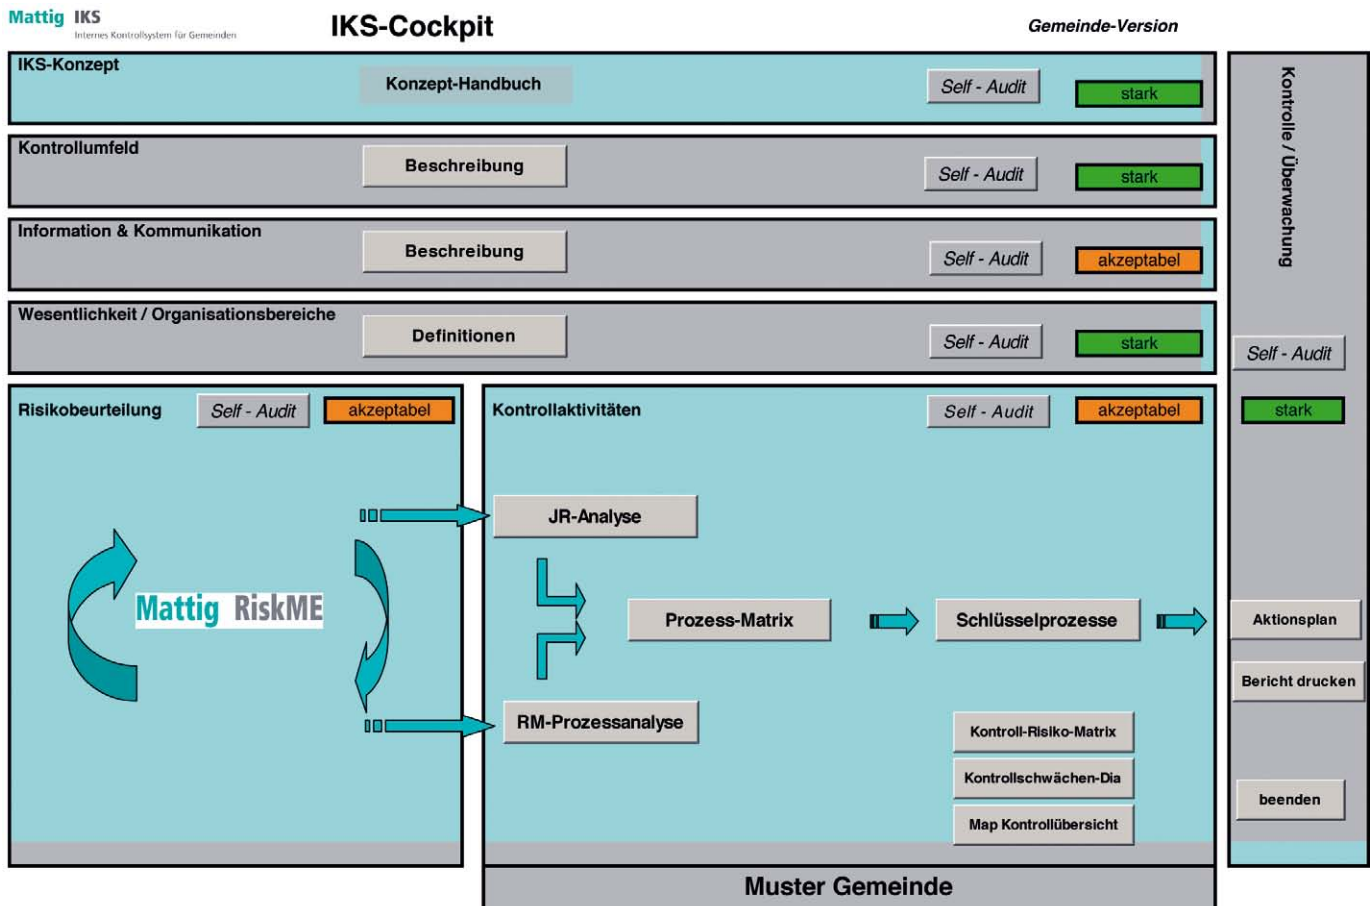 Mattig IKS
Internes Kontrollsystem für Gemeinden
IKS-Cockpit
Gemeinde-Version
IKS-Konzept
Konzept-Handbuch
Self - Audit
stark
Kontrollumfeld
Beschreibung
Self - Audit
stark
Information & Kommunikation
Beschreibung
Self - Audit
akzeptabel
Wesentlichkeit / Organisationsbereiche
Definitionen
Self - Audit
stark
Risikobeurteilung
Self - Audit
akzeptabel
Mattig RiskME
Kontrollaktivitäten
Self - Audit
akzeptabel
JR-Analyse
Prozess-Matrix
Schlüsselprozesse
RM-Prozessanalyse
Kontroll-Risiko-Matrix
Kontrollschwächen-Dia
Map Kontrollübersicht
Kontrolle / Überwachung
Self - Audit
stark
Aktionsplan
Bericht drucken
beenden
Muster Gemeinde